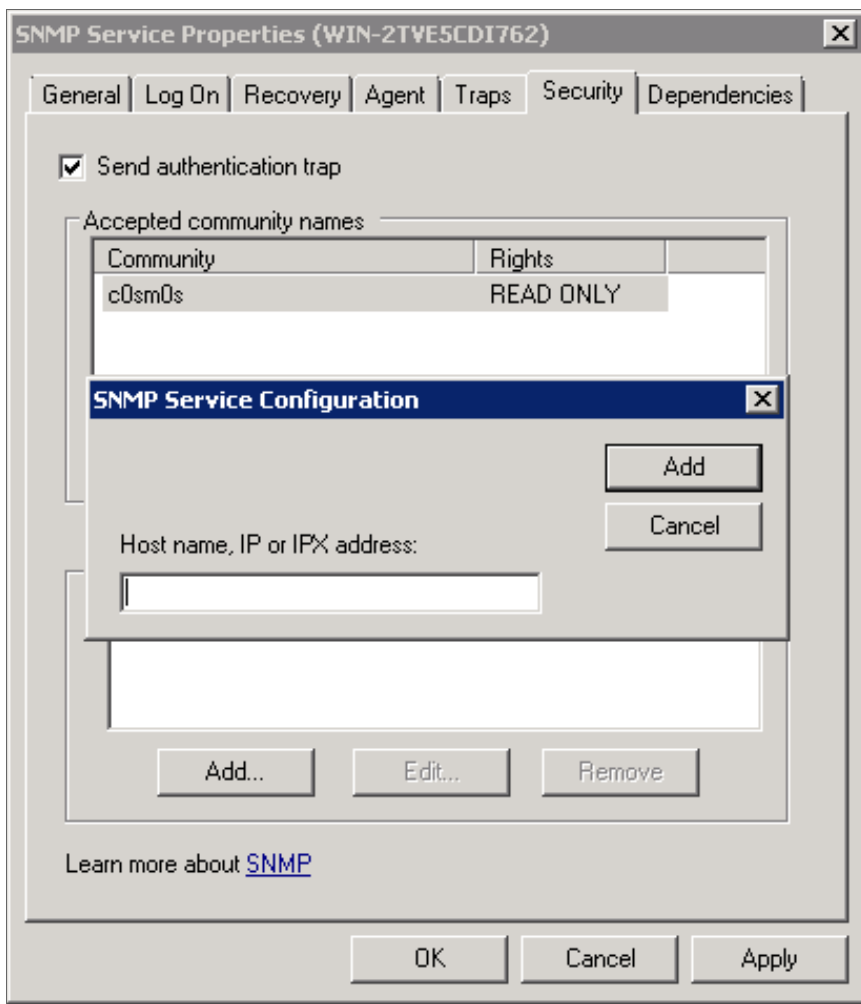 SNMP Service Properties (WIN-2TVE5CDI762)
General Log On Recovery Agent Traps Security Dependencies
Send authentication trap
Accepted community names
Community Rights
c0sm0s READ ONLY
SNMP Service Configuration
Add
Cancel
Host name, IP or IPX address:
Add... Edit... Remove
Learn more about SNMP
OK Cancel Apply